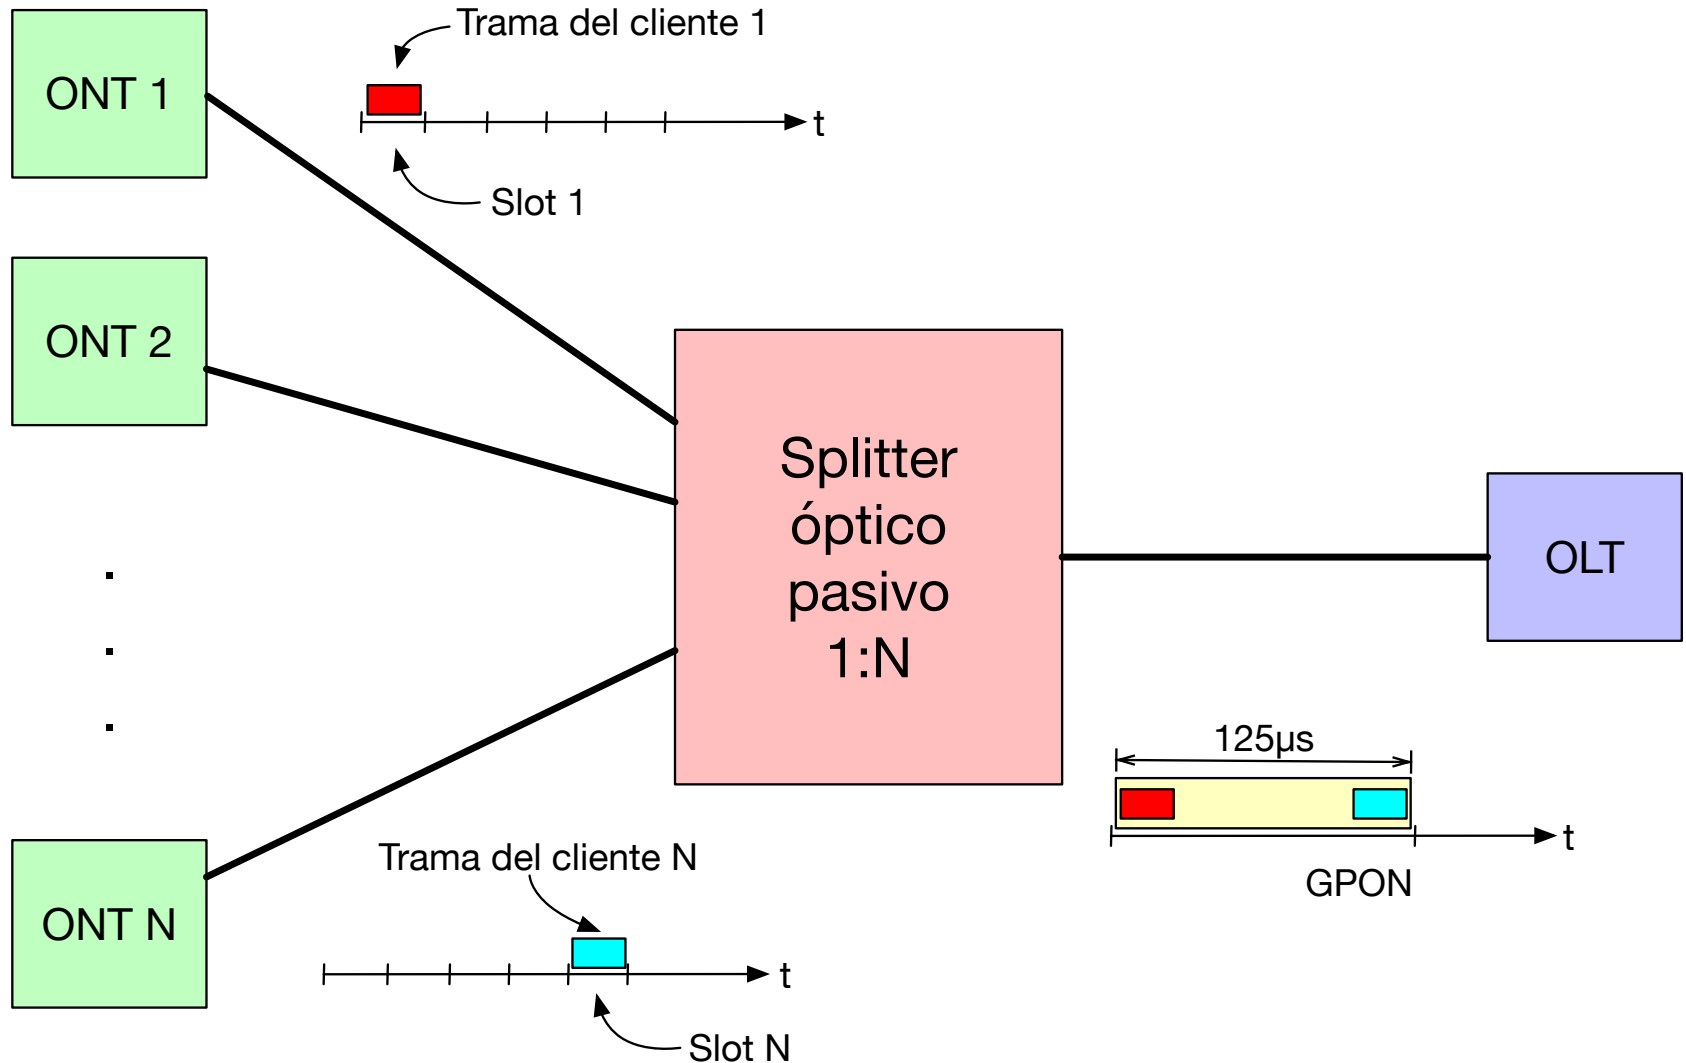 Trama del cliente 1
ONT 1
t
Slot 1
ONT 2
Splitter
óptico
pasivo
1:N
OLT
125µs
t
GPON
Trama del cliente N
ONT N
t
Slot N